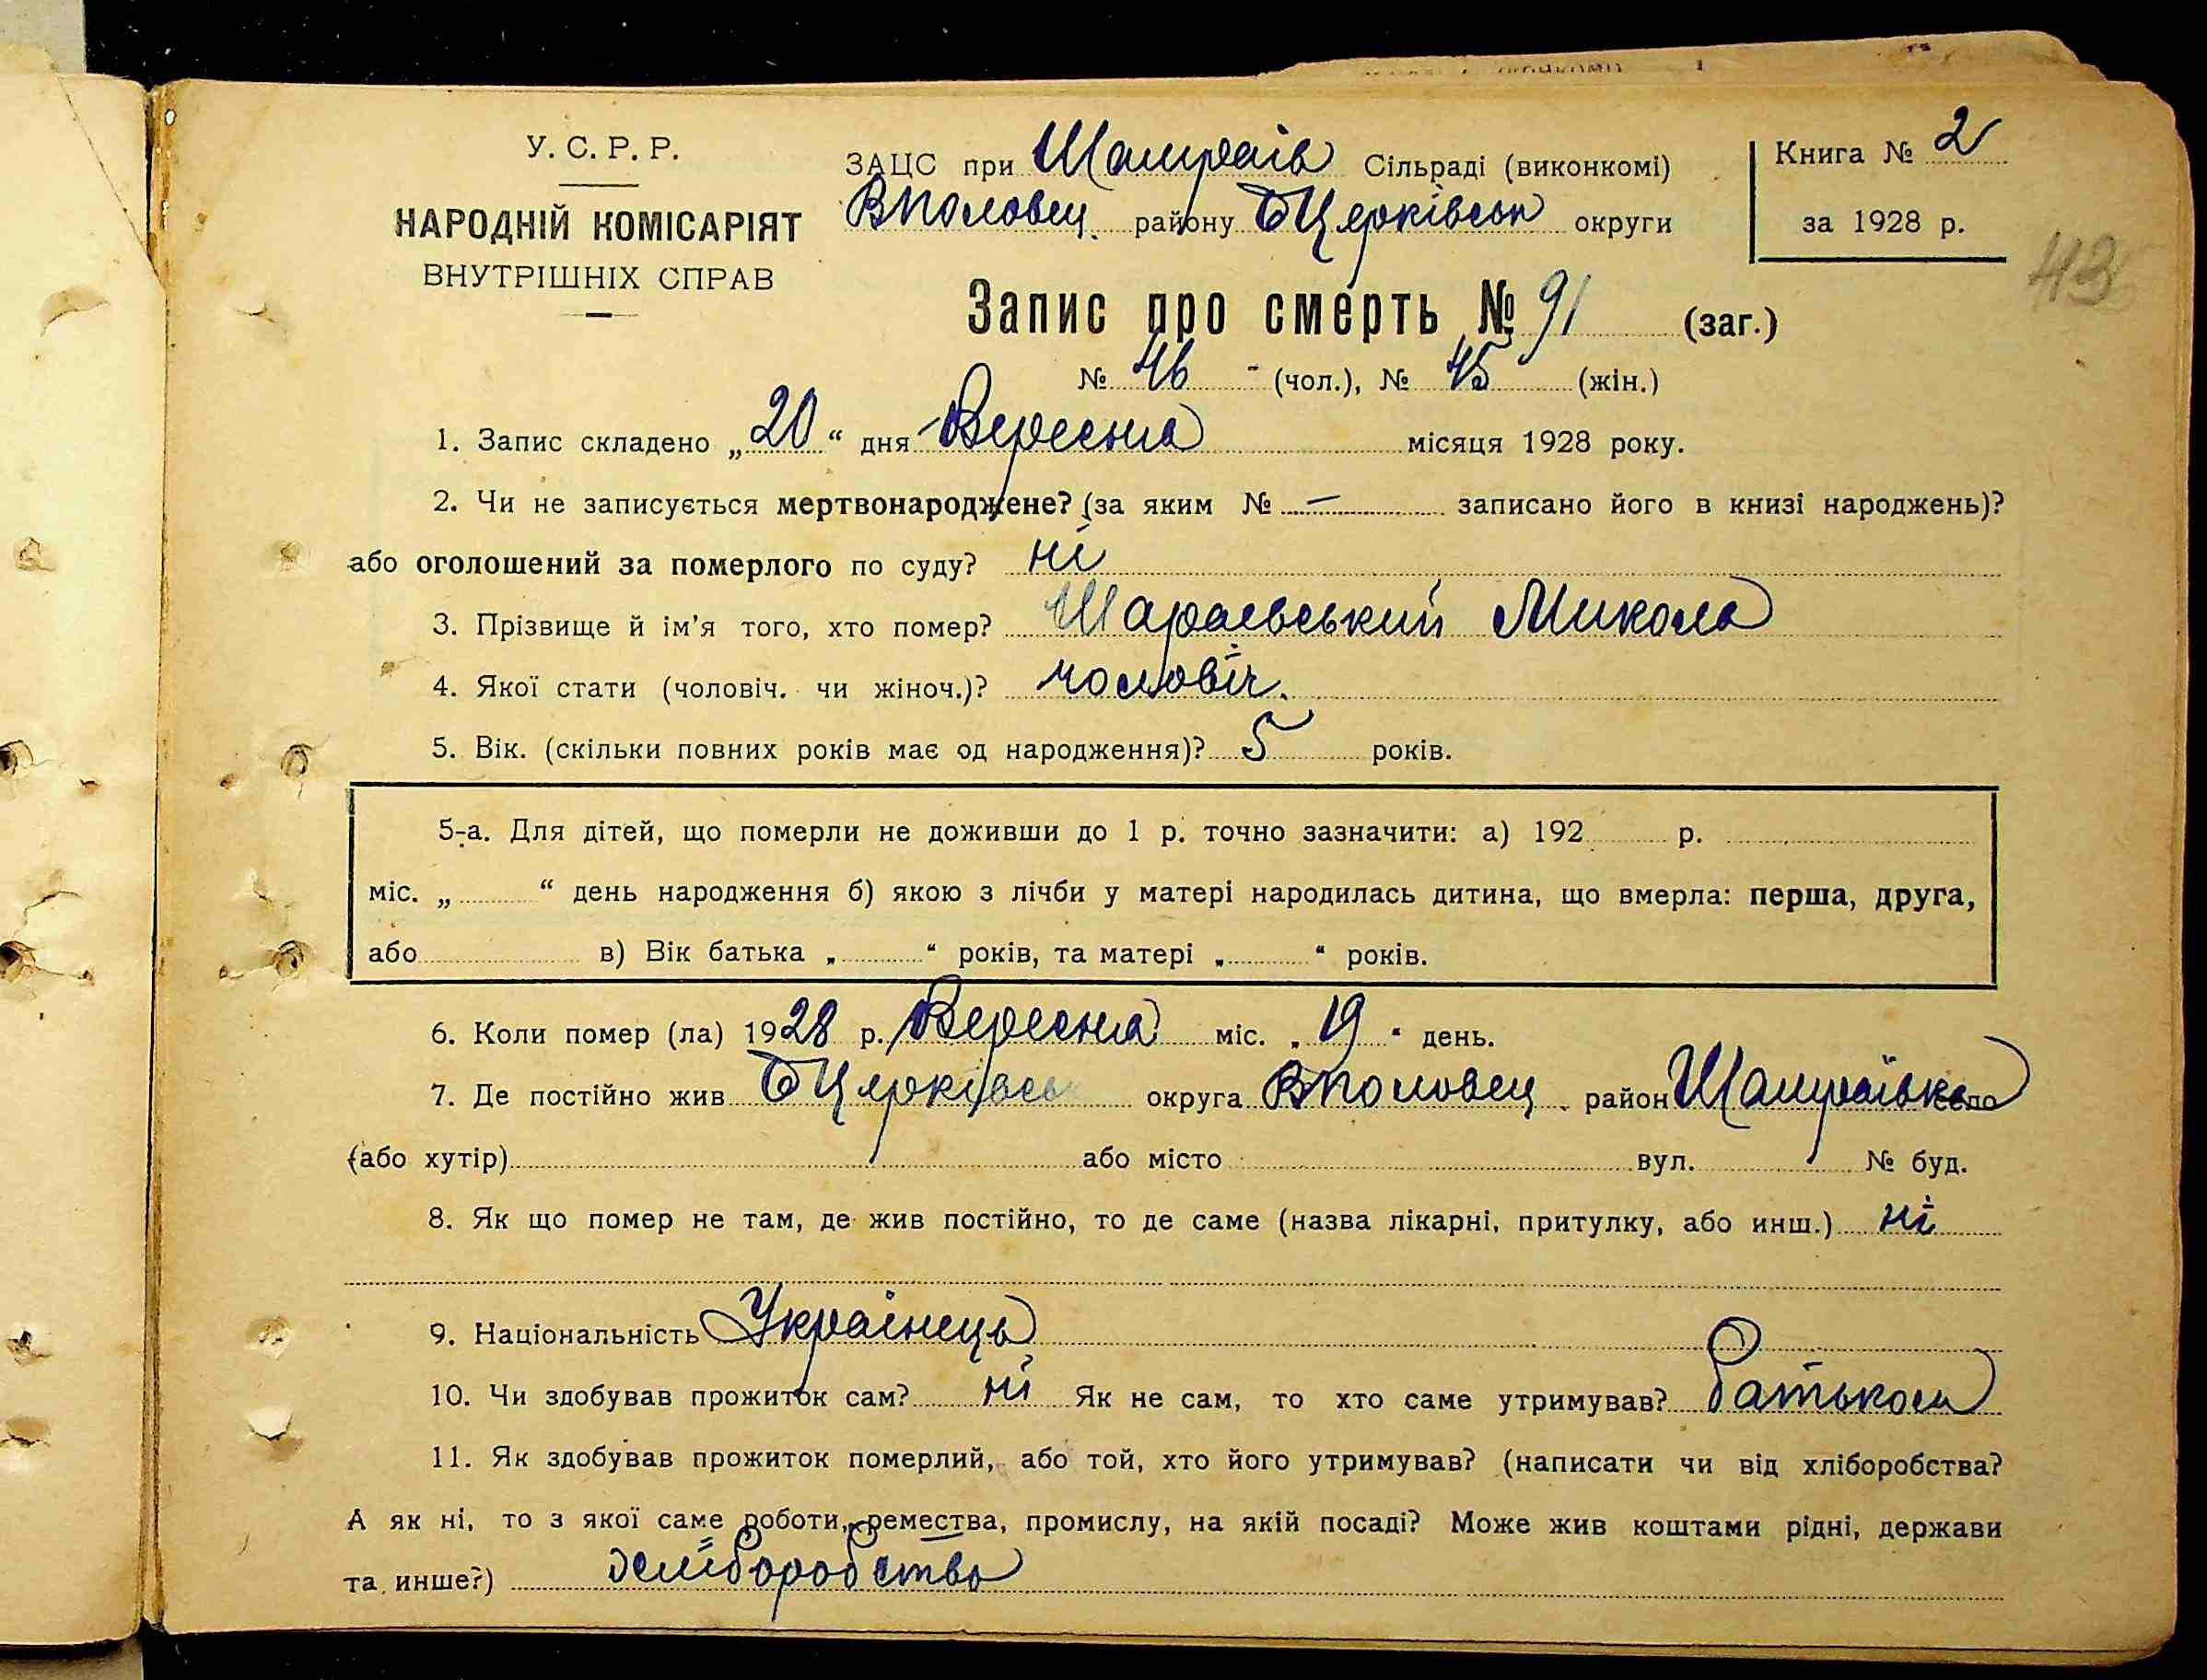 У. С. Р. Р.
НАРОДНІЙ КОМІСАРІЯТ
ВНУТРІШНІХ СПРАВ
ЗАЦС при Шамраїв Сільраді (виконкомі)
Вполовец. району БЦерківськ округи
Книга № 2
за 1928 р.
43
Запис про смерть № 91 (заг.)
№ 46 - (чол.), № 45 (жін.)
1. Запис складено „20“ дня Вересня місяця 1928 року.
2. Чи не записується мертвонароджене? (за яким № — записано його в книзі народжень)?
або оголошений за померлого по суду? ні
3. Прізвище й ім’я того, хто помер? Шараевський Микола
4. Якої стати (чоловіч. чи жіноч.)? чоловіч.
5. Вік. (скільки повних років має од народження)? 5 років.
5-а. Для дітей, що померли не доживши до 1 р. точно зазначити: а) 192 р.
міс. „ “ день народження б) якою з лічби у матері народилась дитина, що вмерла: перша, друга,
або в) Вік батька „ “ років, та матері „ “ років.
6. Коли помер (ла) 1928 р. Вересня міс. „19“ день.
7. Де постійно жив БЦерківськ округа Вполовец. район Шамраївка село
(або хутір) або місто вул. № буд.
8. Як що помер не там, де жив постійно, то де саме (назва лікарні, притулку, або инш.) ні
9. Національність Українець
10. Чи здобував прожиток сам? ні Як не сам, то хто саме утримував? батьком
11. Як здобував прожиток померлий, або той, хто його утримував? (написати чи від хліборобства?
А як ні, то з якої саме роботи, ремества, промислу, на якій посаді? Може жив коштами рідні, держави
та инше?) хліборобство